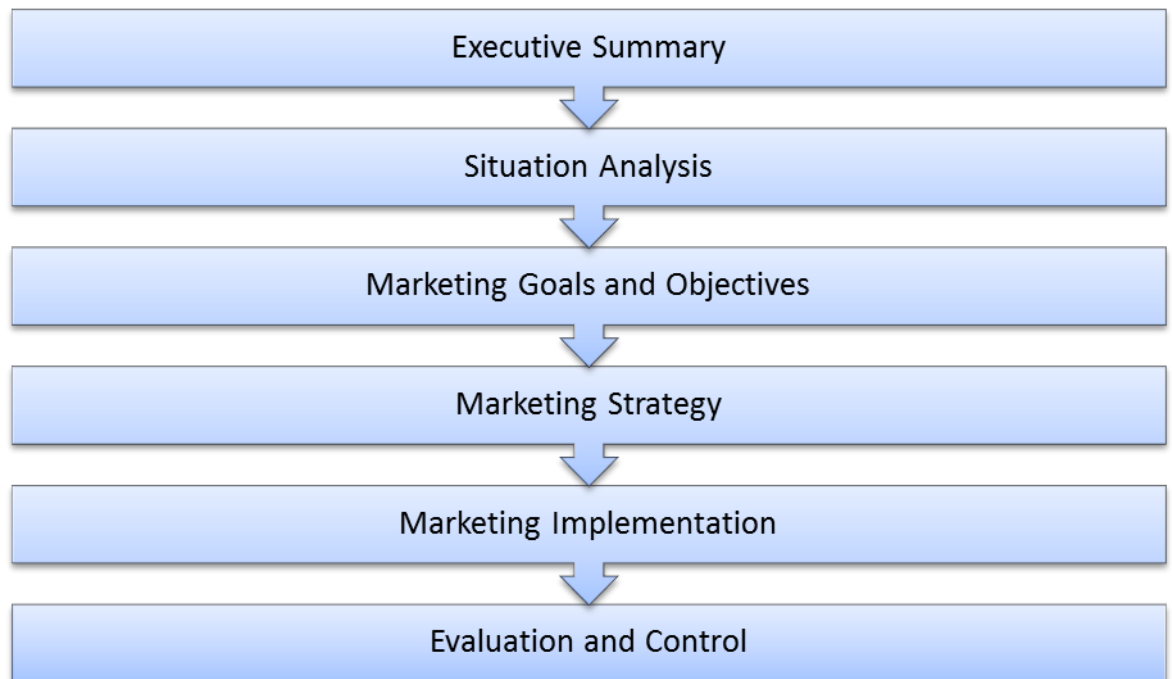 Executive Summary
Situation Analysis
Marketing Goals and Objectives
Marketing Strategy
Marketing Implementation
Evaluation and Control